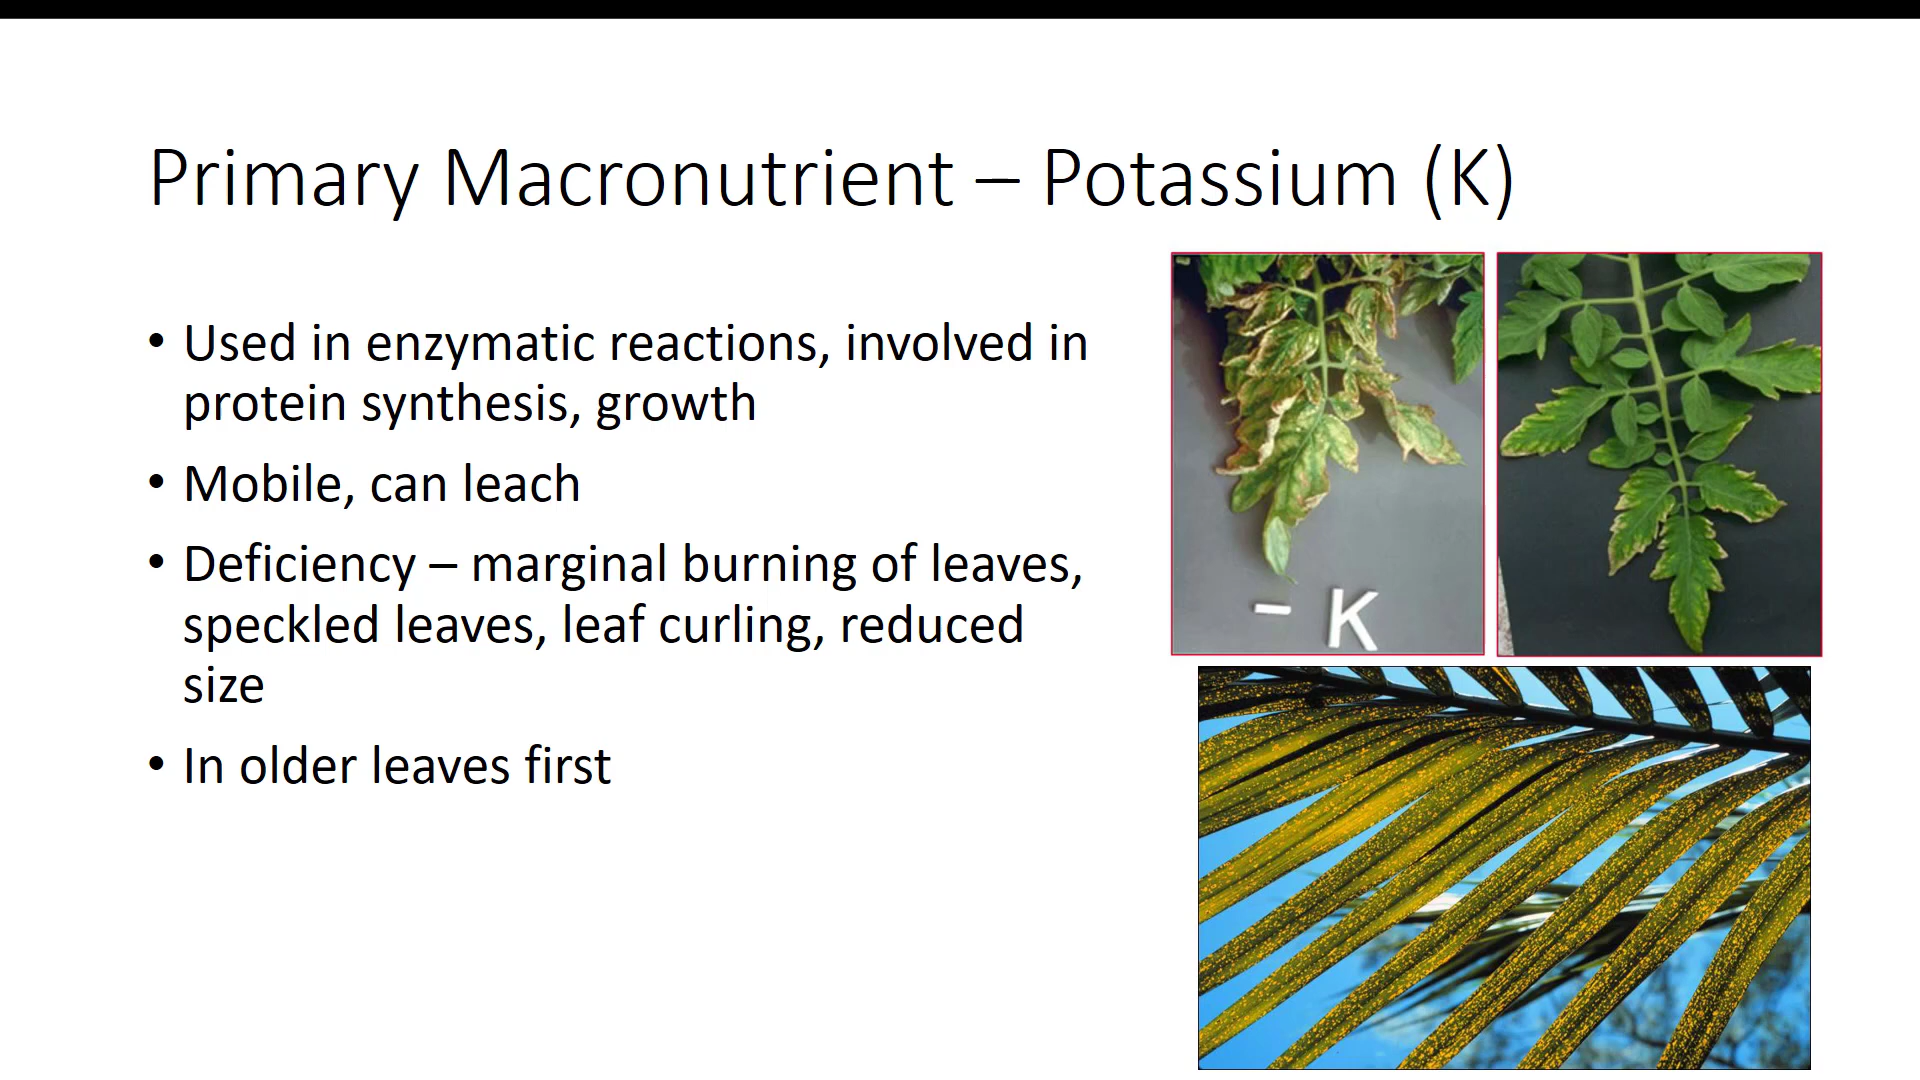 Primary Macronutrient – Potassium (K)
• Used in enzymatic reactions, involved in
protein synthesis, growth
• Mobile, can leach
• Deficiency – marginal burning of leaves,
speckled leaves, leaf curling, reduced
size
• In older leaves first
- K